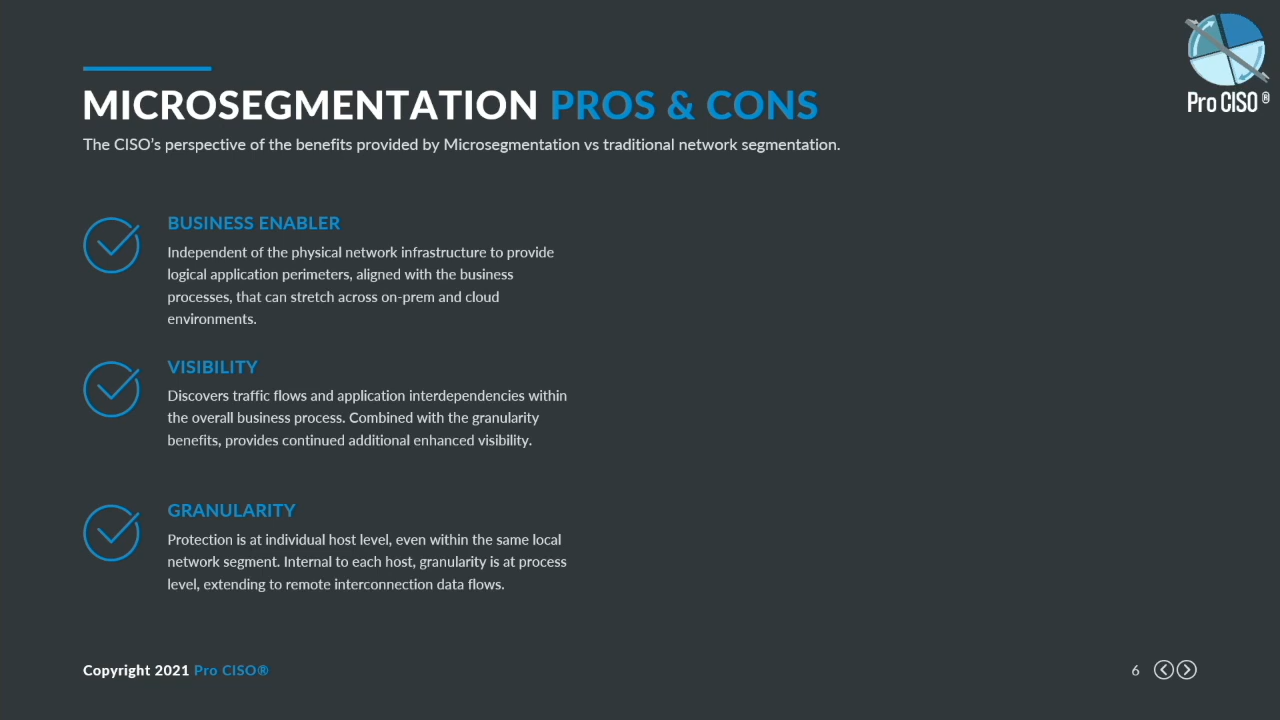 Pro CISO ®
MICROSEGMENTATION PROS & CONS
The CISO’s perspective of the benefits provided by Microsegmentation vs traditional network segmentation.
BUSINESS ENABLER
Independent of the physical network infrastructure to provide
logical application perimeters, aligned with the business
processes, that can stretch across on-prem and cloud
environments.
VISIBILITY
Discovers traffic flows and application interdependencies within
the overall business process. Combined with the granularity
benefits, provides continued additional enhanced visibility.
GRANULARITY
Protection is at individual host level, even within the same local
network segment. Internal to each host, granularity is at process
level, extending to remote interconnection data flows.
Copyright 2021 Pro CISO®
6